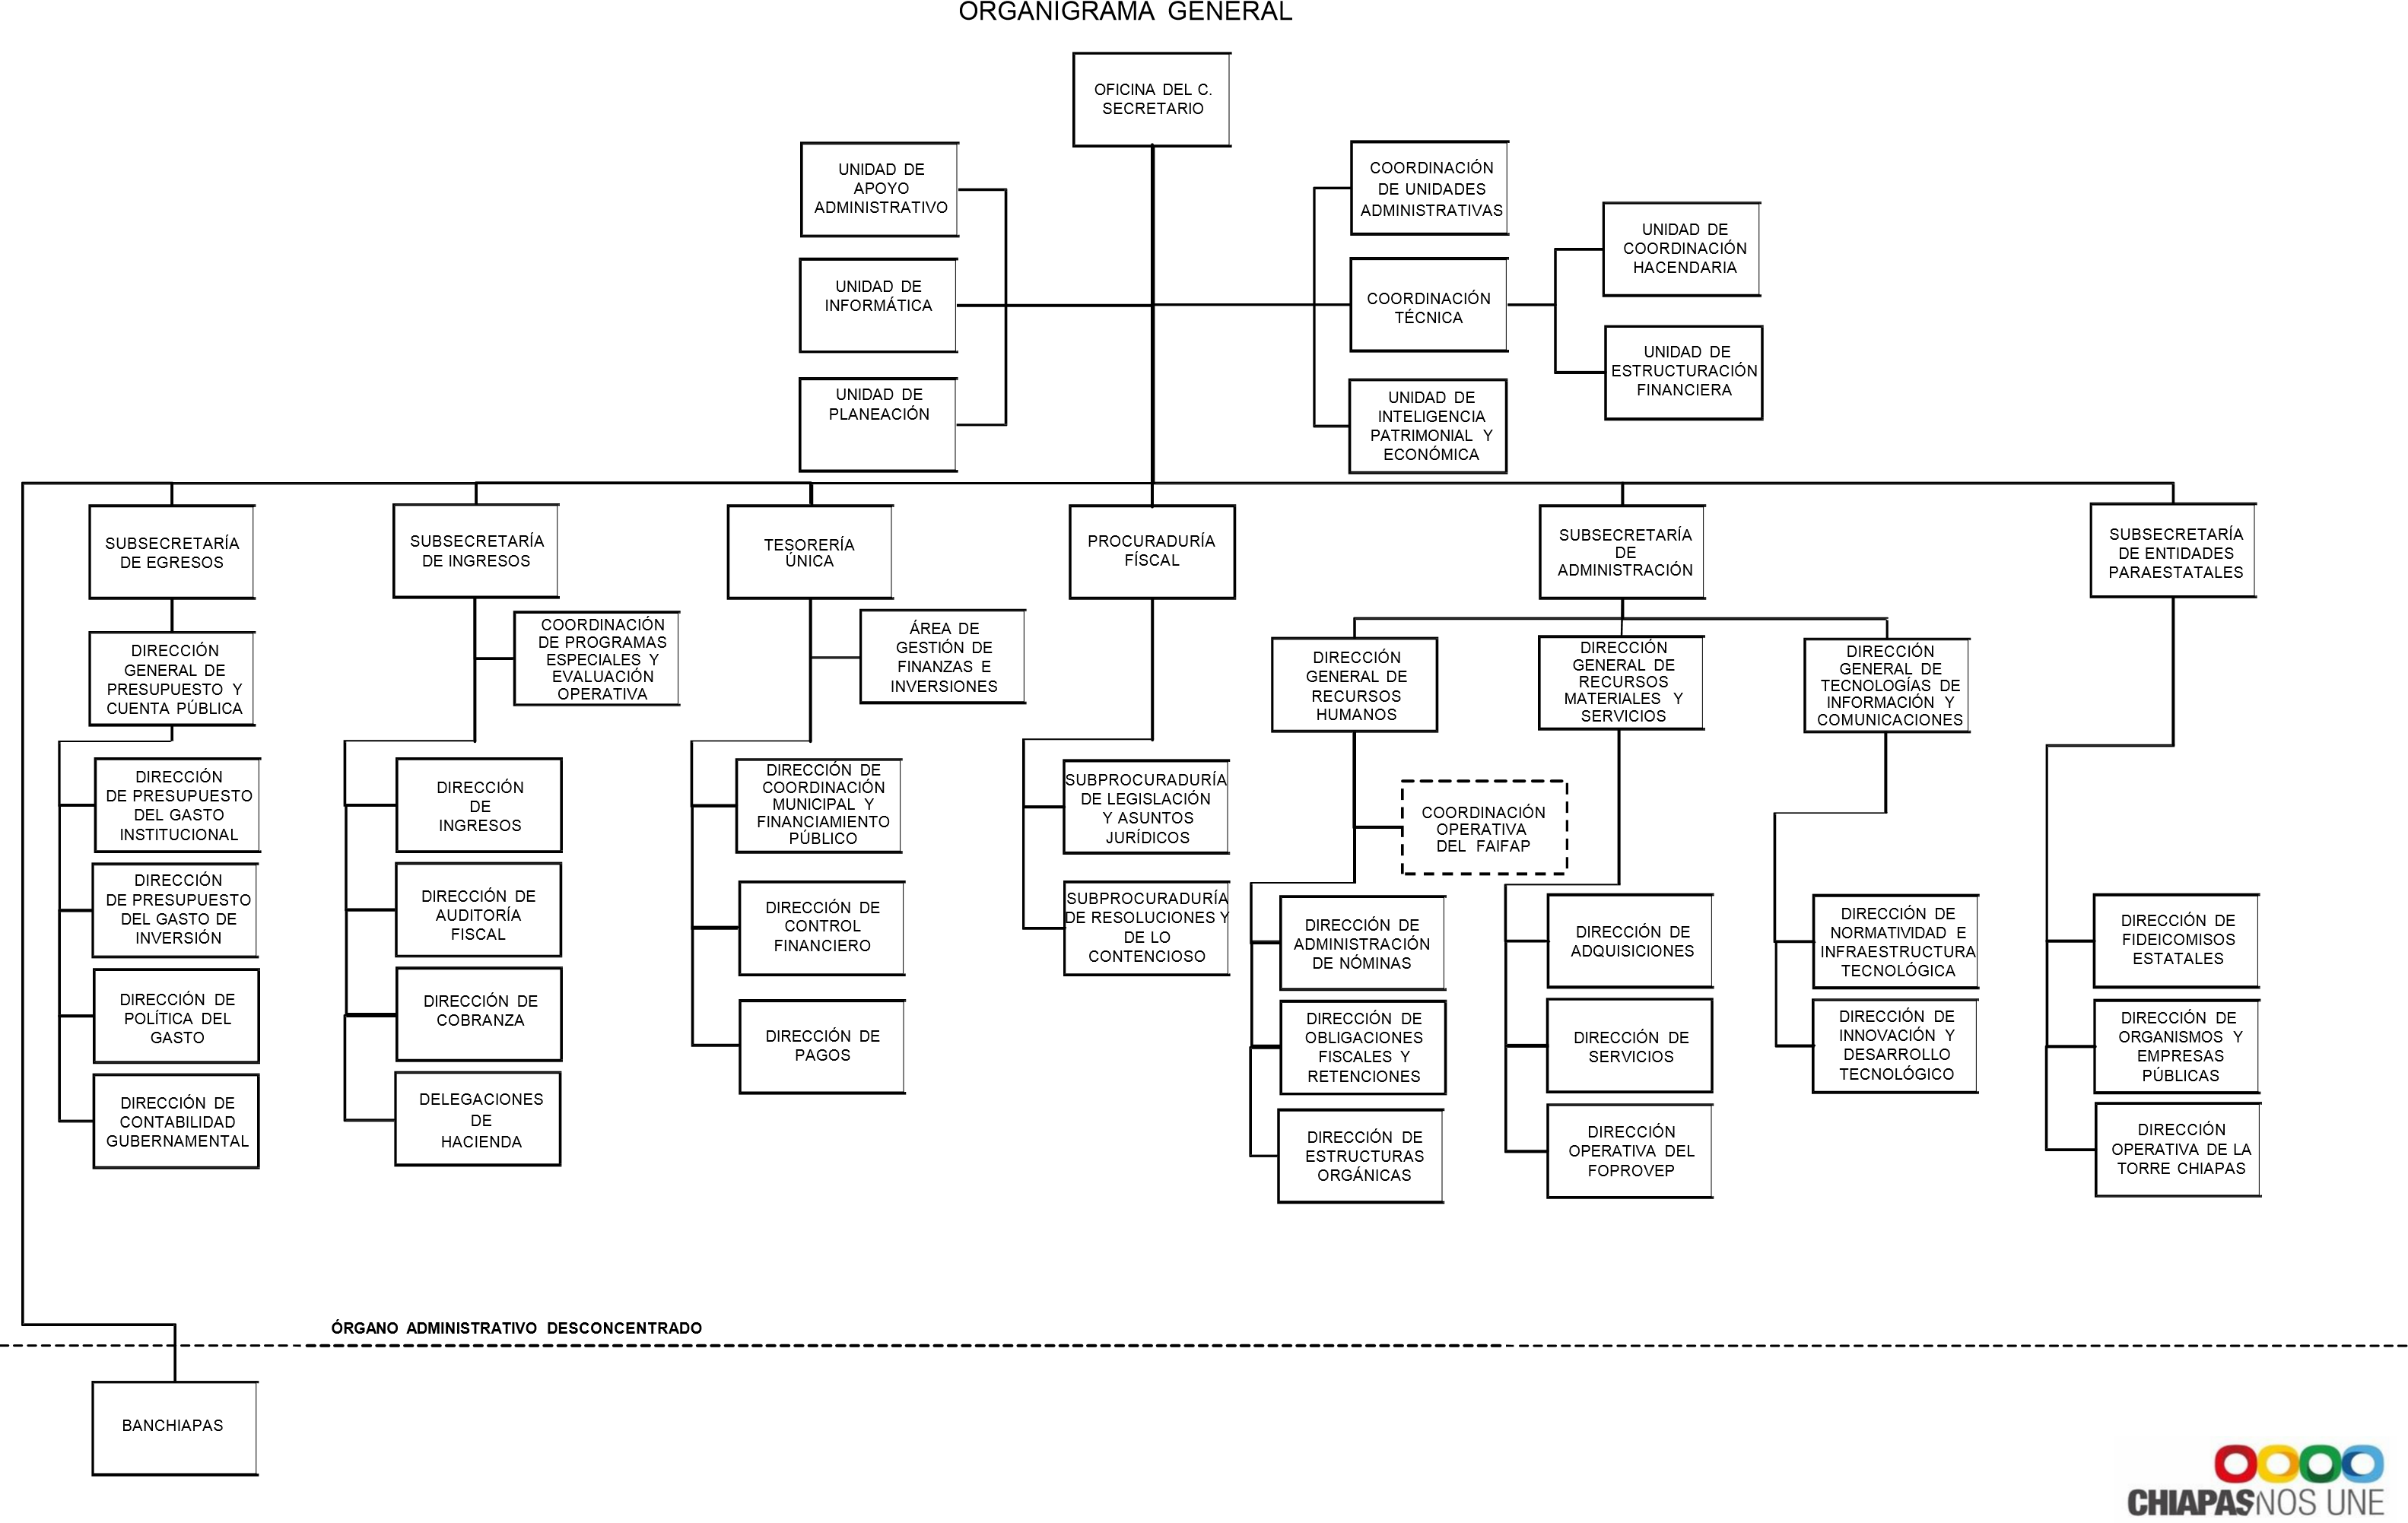 ORGANIGRAMA GENERAL
OFICINA DEL C.
SECRETARIO
UNIDAD DE
APOYO
ADMINISTRATIVO
UNIDAD DE
INFORMÁTICA
UNIDAD DE
PLANEACIÓN
COORDINACIÓN
DE UNIDADES
ADMINISTRATIVAS
COORDINACIÓN
TÉCNICA
UNIDAD DE
INTELIGENCIA
PATRIMONIAL Y
ECONÓMICA
UNIDAD DE
COORDINACIÓN
HACENDARIA
UNIDAD DE
ESTRUCTURACIÓN
FINANCIERA
SUBSECRETARÍA
DE EGRESOS
SUBSECRETARÍA
DE INGRESOS
TESORERÍA
ÚNICA
PROCURADURÍA
FÍSCAL
SUBSECRETARÍA
DE
ADMINISTRACIÓN
SUBSECRETARÍA
DE ENTIDADES
PARAESTATALES
DIRECCIÓN
GENERAL DE
PRESUPUESTO Y
CUENTA PÚBLICA
COORDINACIÓN
DE PROGRAMAS
ESPECIALES Y
EVALUACIÓN
OPERATIVA
ÁREA DE
GESTIÓN DE
FINANZAS E
INVERSIONES
DIRECCIÓN
GENERAL DE
RECURSOS
HUMANOS
DIRECCIÓN
GENERAL DE
RECURSOS
MATERIALES Y
SERVICIOS
DIRECCIÓN
GENERAL DE
TECNOLOGÍAS DE
INFORMACIÓN Y
COMUNICACIONES
DIRECCIÓN
DE PRESUPUESTO
DEL GASTO
INSTITUCIONAL
DIRECCIÓN
DE PRESUPUESTO
DEL GASTO DE
INVERSIÓN
DIRECCIÓN DE
POLÍTICA DEL
GASTO
DIRECCIÓN DE
CONTABILIDAD
GUBERNAMENTAL
DIRECCIÓN
DE
INGRESOS
DIRECCIÓN DE
AUDITORÍA
FISCAL
DIRECCIÓN DE
COBRANZA
DELEGACIONES
DE
HACIENDA
DIRECCIÓN DE
COORDINACIÓN
MUNICIPAL Y
FINANCIAMIENTO
PÚBLICO
DIRECCIÓN DE
CONTROL
FINANCIERO
DIRECCIÓN DE
PAGOS
SUBPROCURADURÍA
DE LEGISLACIÓN
Y ASUNTOS
JURÍDICOS
SUBPROCURADURÍA
DE RESOLUCIONES Y
DE LO
CONTENCIOSO
COORDINACIÓN
OPERATIVA
DEL FAIFAP
DIRECCIÓN DE
ADMINISTRACIÓN
DE NÓMINAS
DIRECCIÓN DE
OBLIGACIONES
FISCALES Y
RETENCIONES
DIRECCIÓN DE
ESTRUCTURAS
ORGÁNICAS
DIRECCIÓN DE
ADQUISICIONES
DIRECCIÓN DE
SERVICIOS
DIRECCIÓN
OPERATIVA DEL
FOPROVEP
DIRECCIÓN DE
NORMATIVIDAD E
INFRAESTRUCTURA
TECNOLÓGICA
DIRECCIÓN DE
INNOVACIÓN Y
DESARROLLO
TECNOLÓGICO
DIRECCIÓN DE
FIDEICOMISOS
ESTATALES
DIRECCIÓN DE
ORGANISMOS Y
EMPRESAS
PÚBLICAS
DIRECCIÓN
OPERATIVA DE LA
TORRE CHIAPAS
ÓRGANO ADMINISTRATIVO DESCONCENTRADO
BANCHIAPAS
CHIAPAS NOS UNE